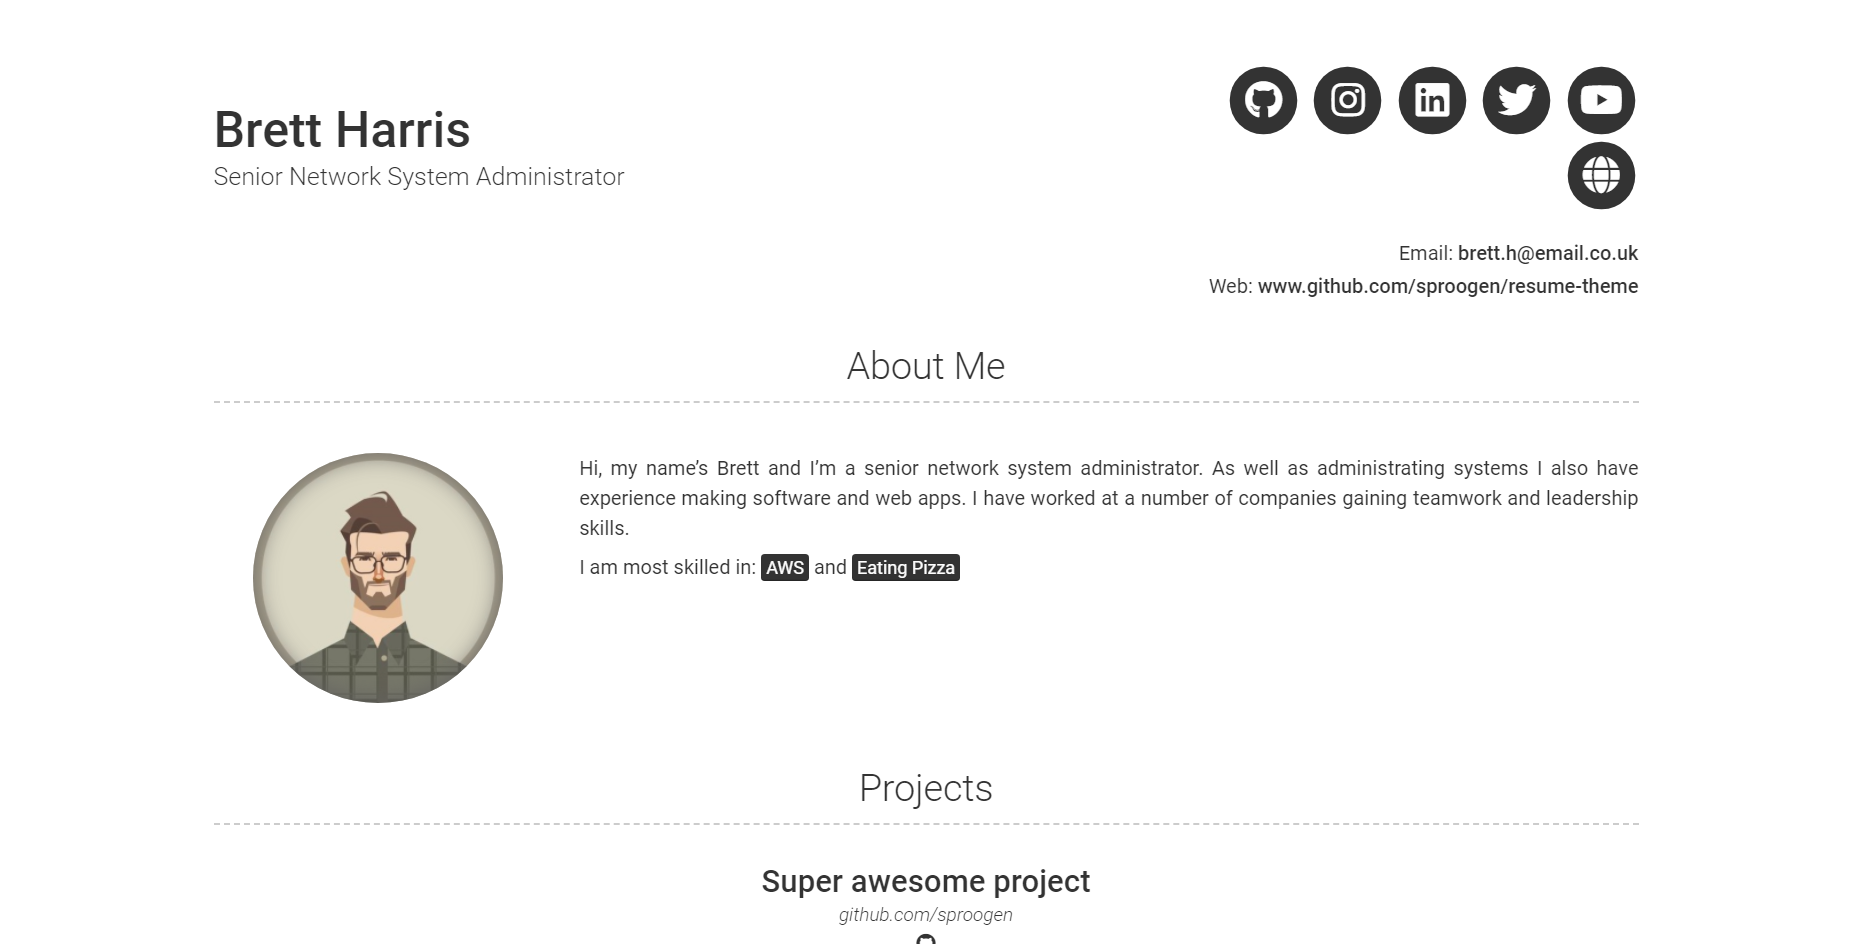 Brett Harris
Senior Network System Administrator
Email: brett.h@email.co.uk
Web: www.github.com/sproogen/resume-theme
About Me
Hi, my name’s Brett and I’m a senior network system administrator. As well as administrating systems I also have
experience making software and web apps. I have worked at a number of companies gaining teamwork and leadership
skills.
I am most skilled in: AWS and Eating Pizza
Projects
Super awesome project
github.com/sproogen